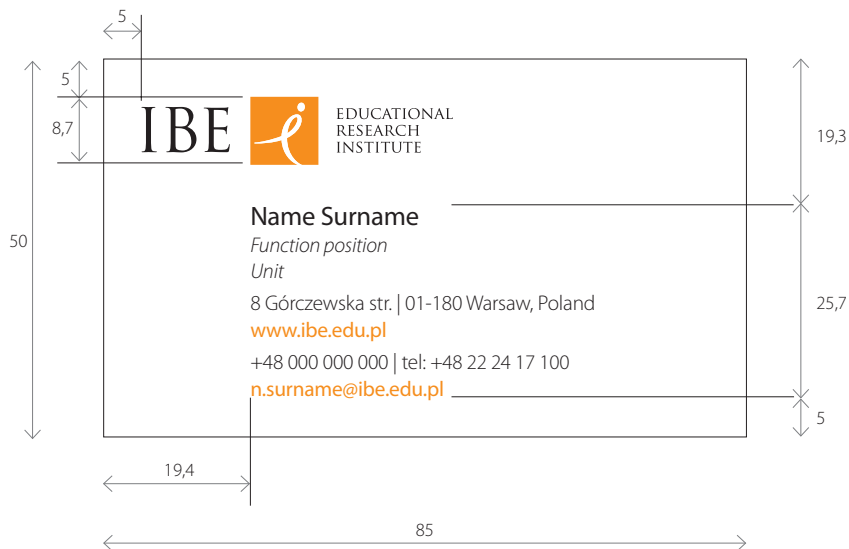 5
5
8,7
IBE
EDUCATIONAL
RESEARCH
INSTITUTE
19,3
Name Surname
Function position
Unit
50
8 Górczewska str. | 01-180 Warsaw, Poland
25,7
www.ibe.edu.pl
+48 000 000 000 | tel: +48 22 24 17 100
n.surname@ibe.edu.pl
5
19,4
85